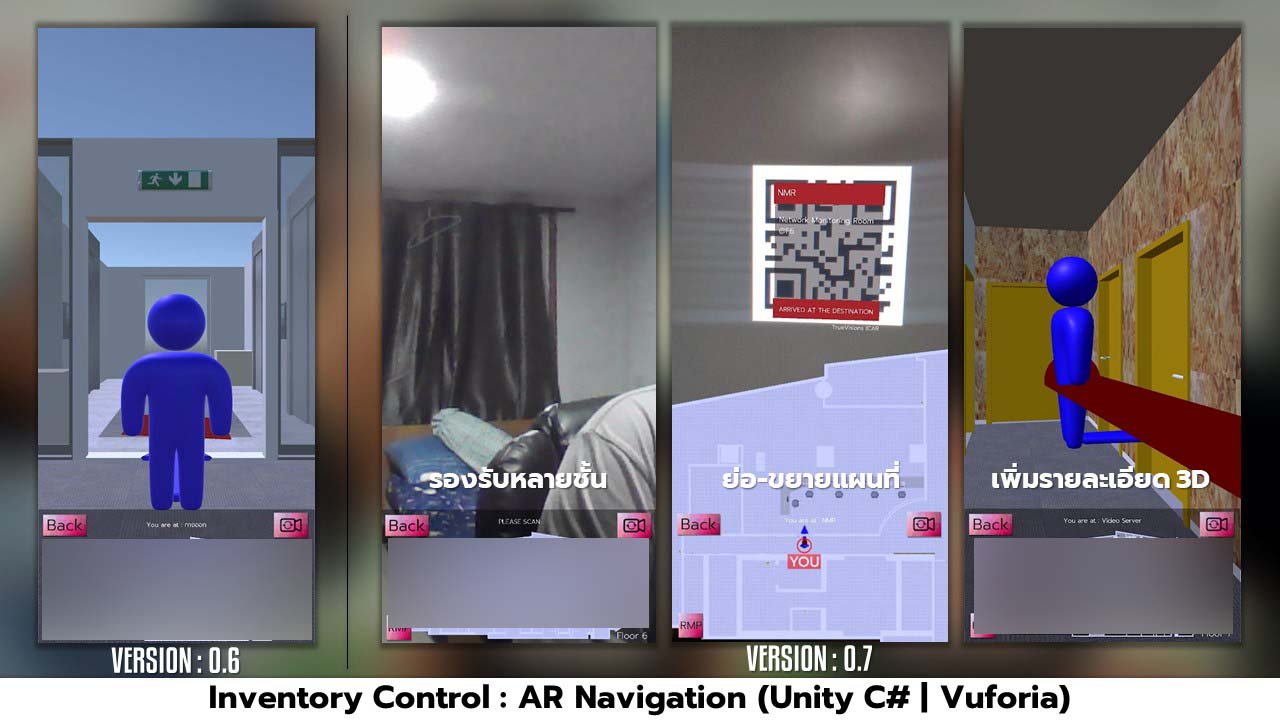 Back
You are at : mooon
VERSION : 0.6
รองรับหลายชั้น
Back
PLEASE SCAN
Floor 6
NMR
Network Monitoring Room
@F6
ARRIVED AT THE DESTINATION
TrueVisions ICAR
ย่อ-ขยายแผนที่
Back
You are at : NMR
YOU
RMP
เพิ่มรายละเอียด 3D
Back
You are at : Video Server
VERSION : 0.7
Inventory Control : AR Navigation (Unity C# | Vuforia)